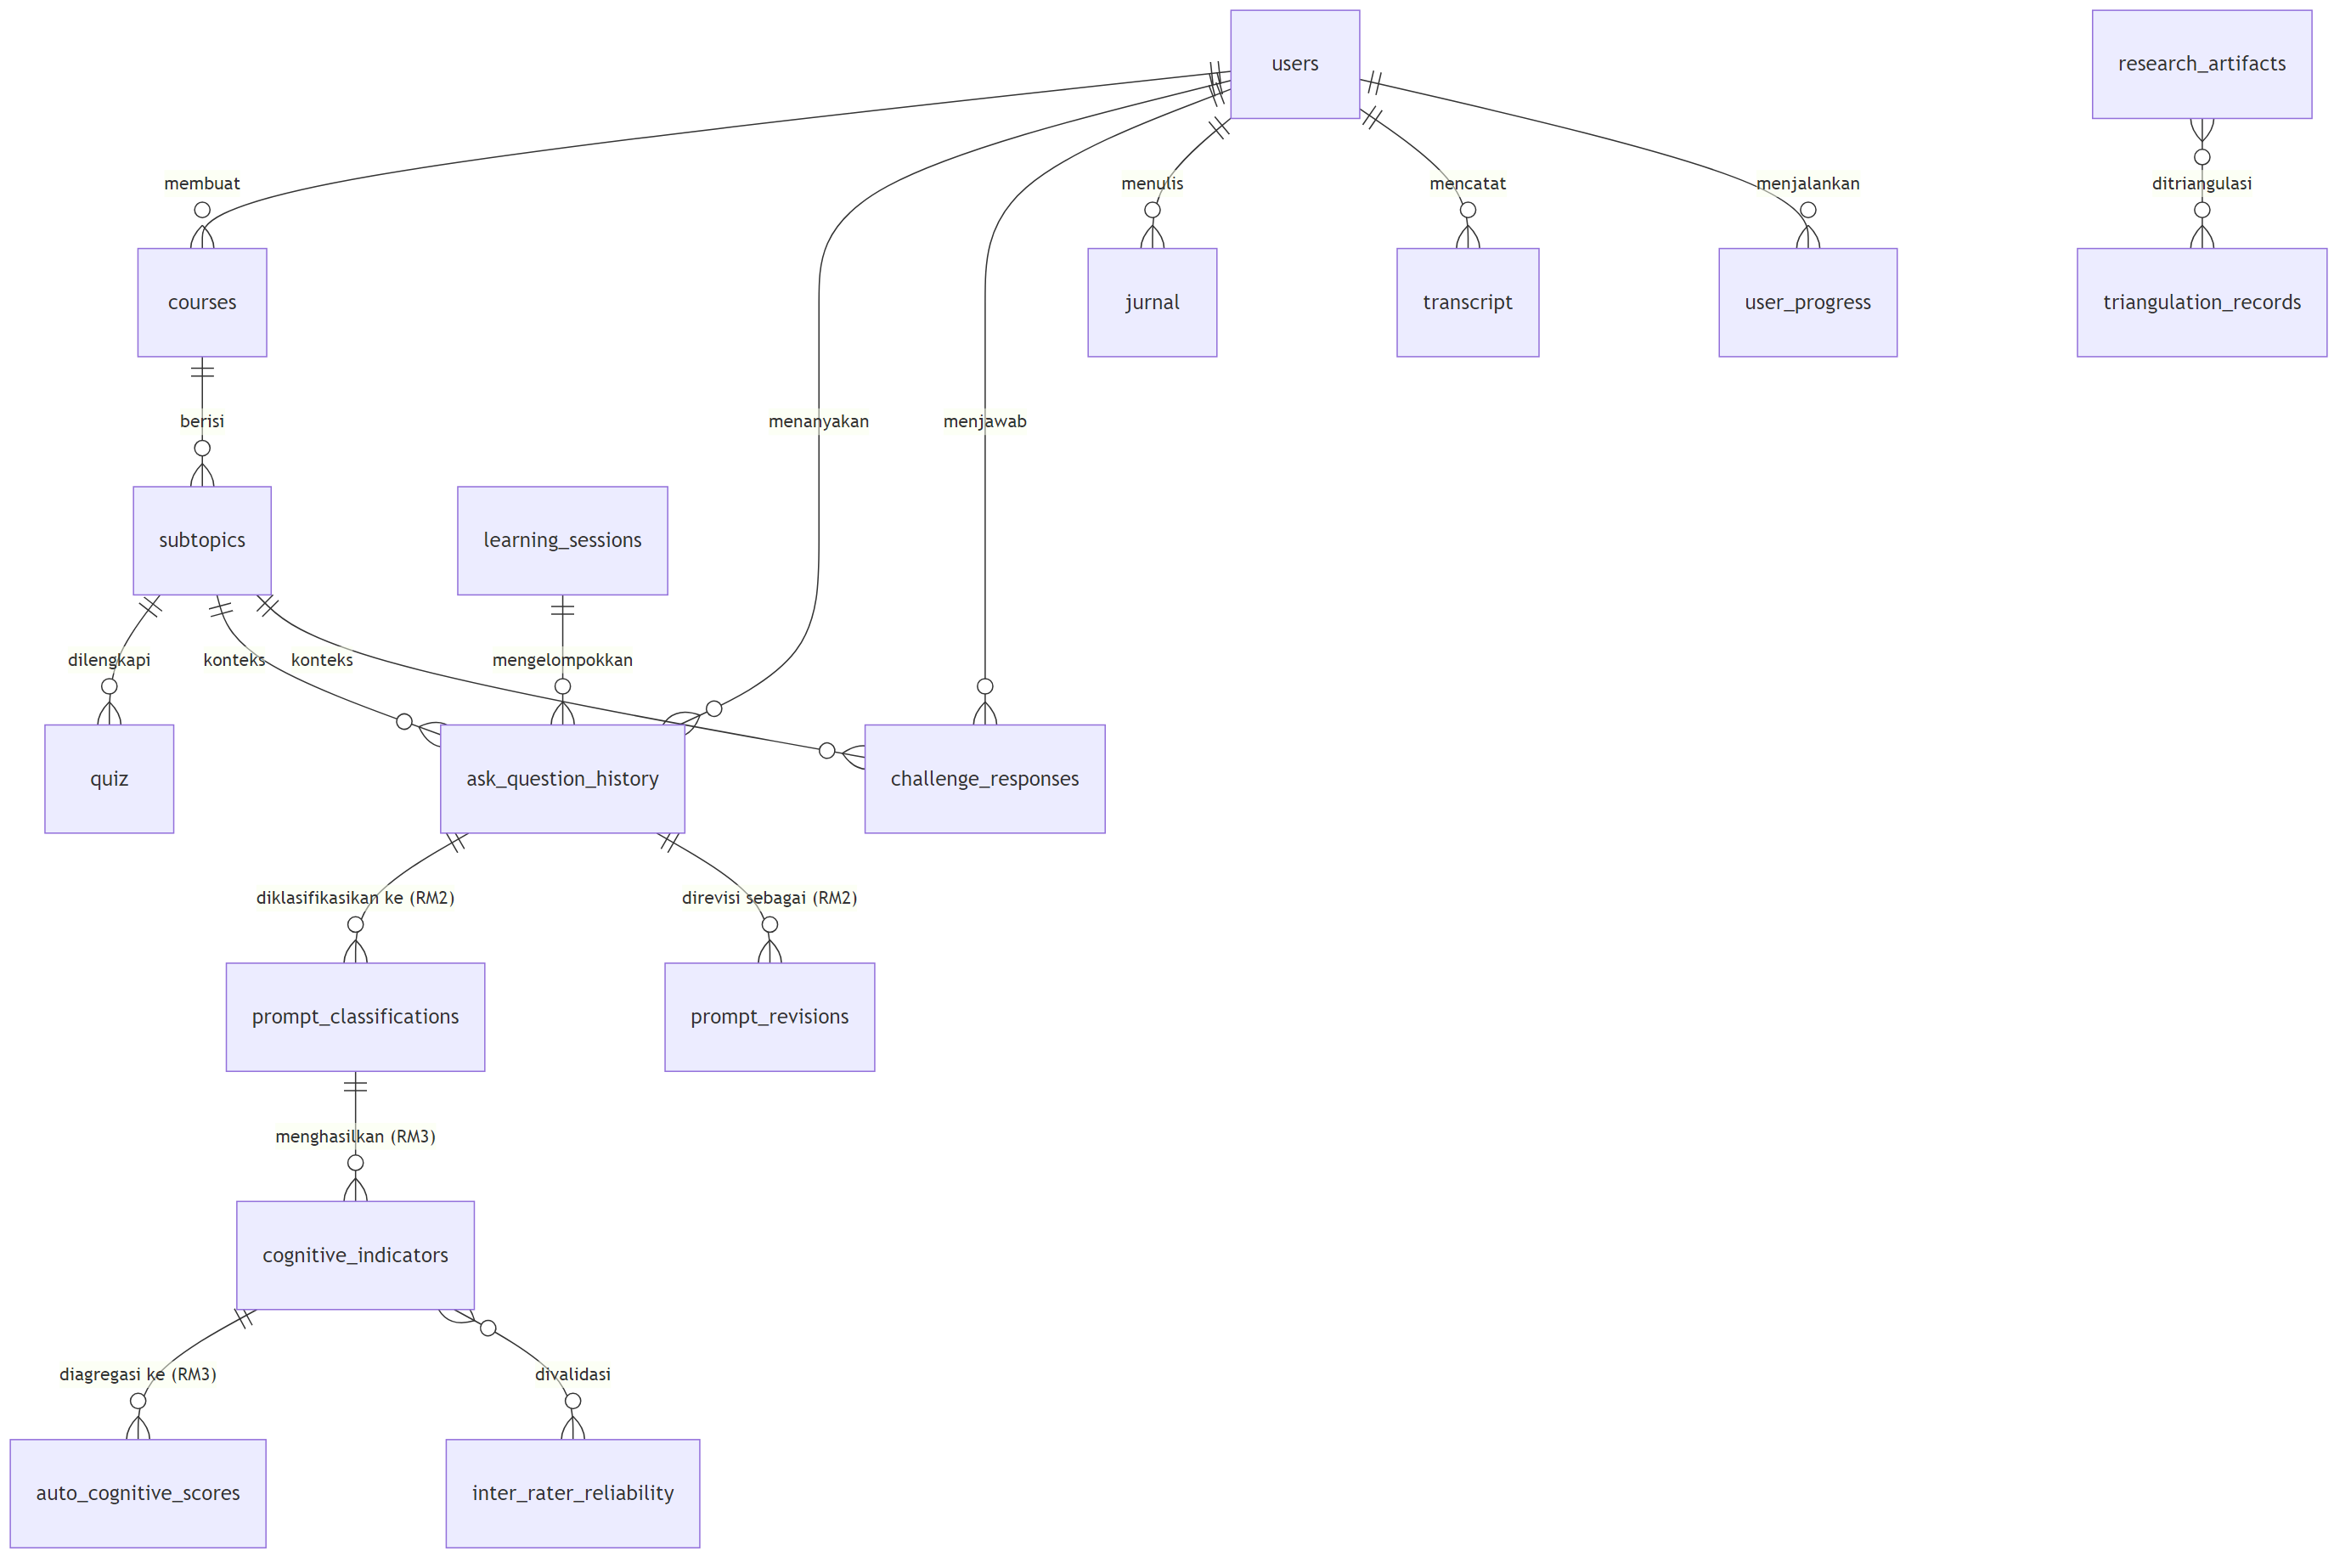 users
research_artifacts
membuat
menulis
mencatat
menjalankan
ditriangulasi
courses
jurnal
transcript
user_progress
triangulation_records
berisi
menanyakan
menjawab
subtopics
learning_sessions
dilengkapi
konteks
konteks
mengelompokkan
quiz
ask_question_history
challenge_responses
diklasifikasikan ke (RM2)
direvisi sebagai (RM2)
prompt_classifications
prompt_revisions
menghasilkan (RM3)
cognitive_indicators
diagregasi ke (RM3)
divalidasi
auto_cognitive_scores
inter_rater_reliability